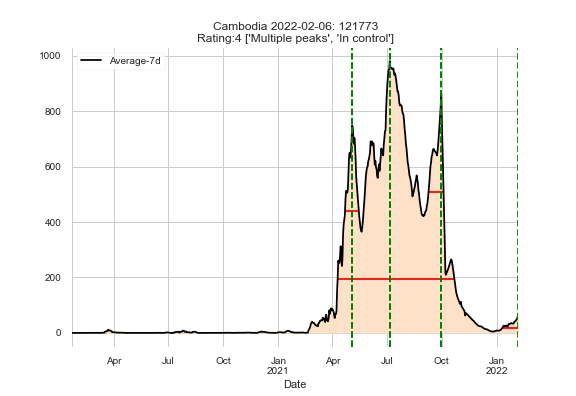 Cambodia 2022-02-06: 121773
Rating:4 ['Multiple peaks', 'In control']
Average-7d
1000
800
600
400
200
0
Apr
Jul
Oct
Jan
2021
Apr
Jul
Oct
Jan
2022
Date